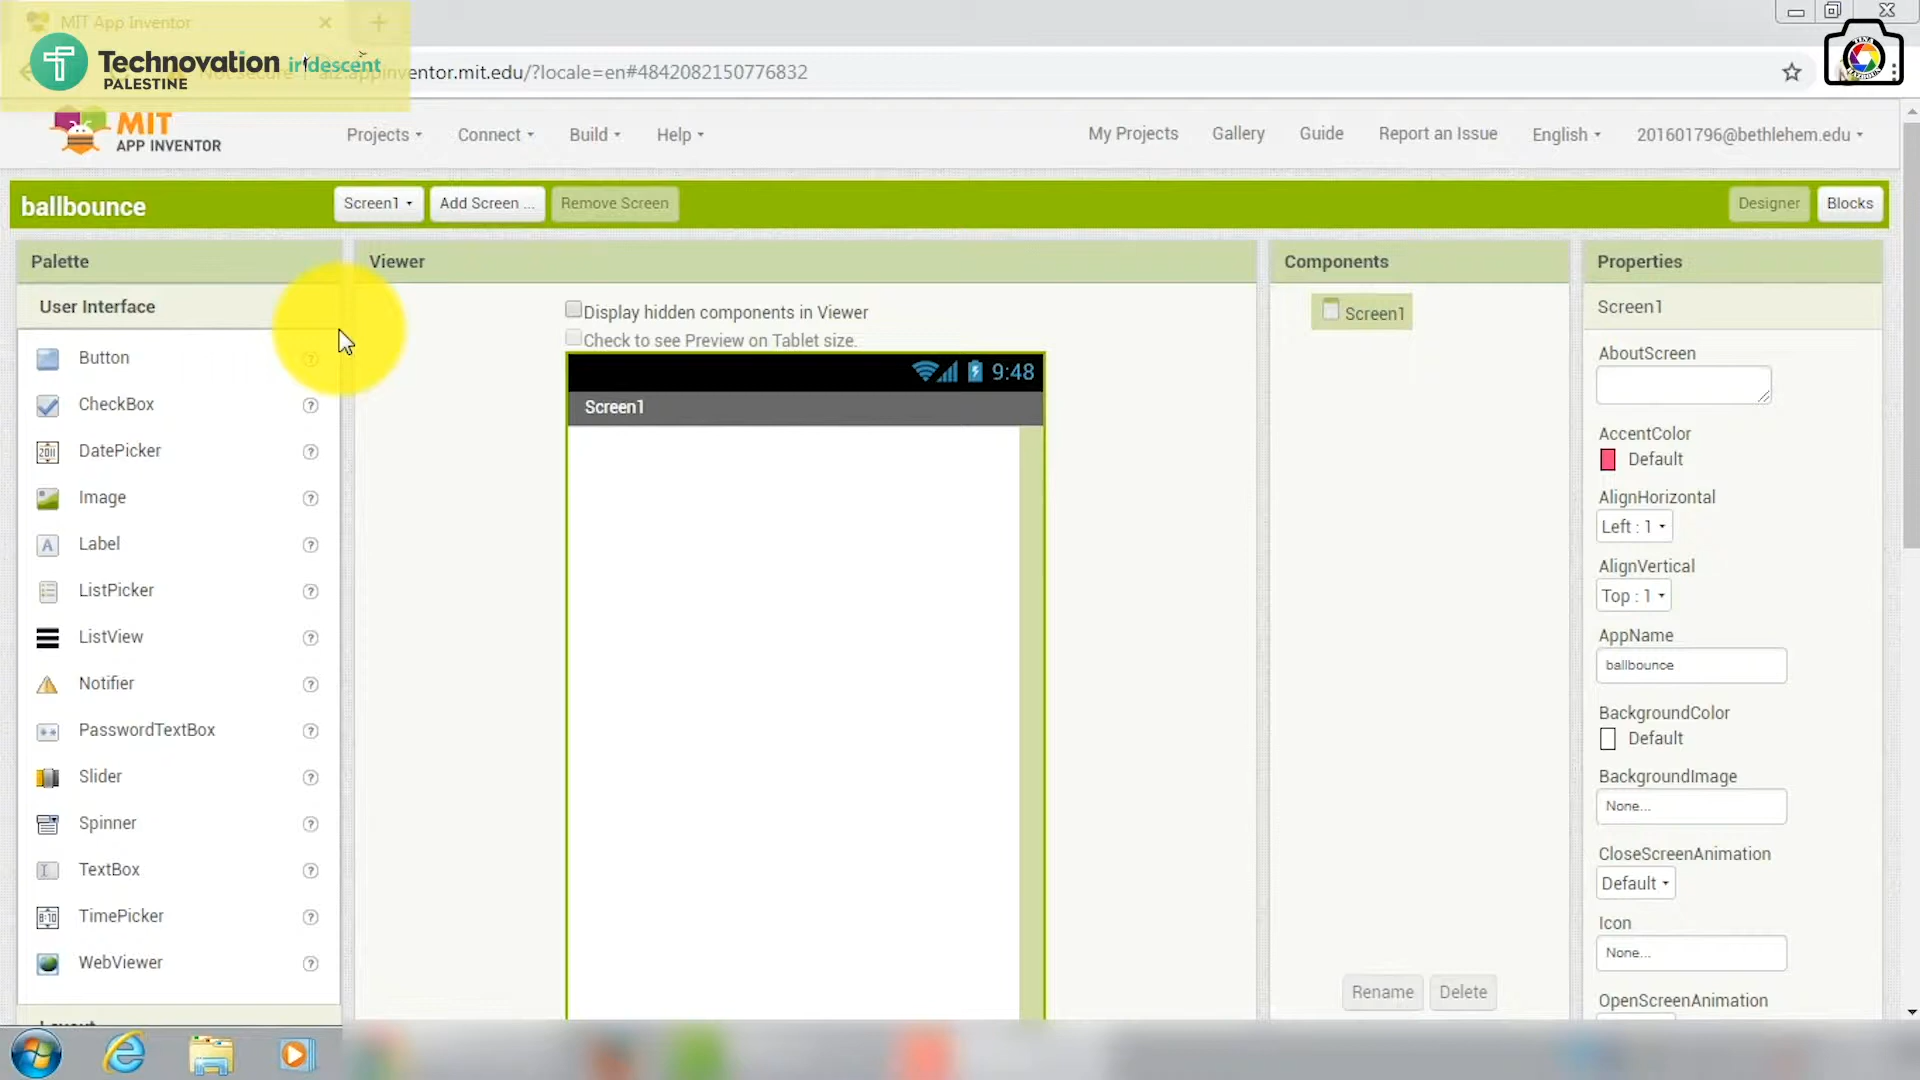 MIT App Inventor
Technovation iridescent
PALESTINE
Not secure
ai2.appinventor.mit.edu/?locale=en#4842082150776832
MIT
APP INVENTOR
Projects
Connect
Build
Help
My Projects
Gallery
Guide
Report an Issue
English
201601796@bethlehem.edu
ballbounce
Screen1
Add Screen ...
Remove Screen
Designer
Blocks
Palette
User Interface
Button
CheckBox
DatePicker
Image
Label
ListPicker
ListView
Notifier
PasswordTextBox
Slider
Spinner
TextBox
TimePicker
WebViewer
Viewer
Display hidden components in Viewer
Check to see Preview on Tablet size.
9:48
Screen1
Components
Screen1
Rename
Delete
Properties
Screen1
AboutScreen
AccentColor
Default
AlignHorizontal
Left : 1
AlignVertical
Top : 1
AppName
ballbounce
BackgroundColor
Default
BackgroundImage
None...
CloseScreenAnimation
Default
Icon
None...
OpenScreenAnimation